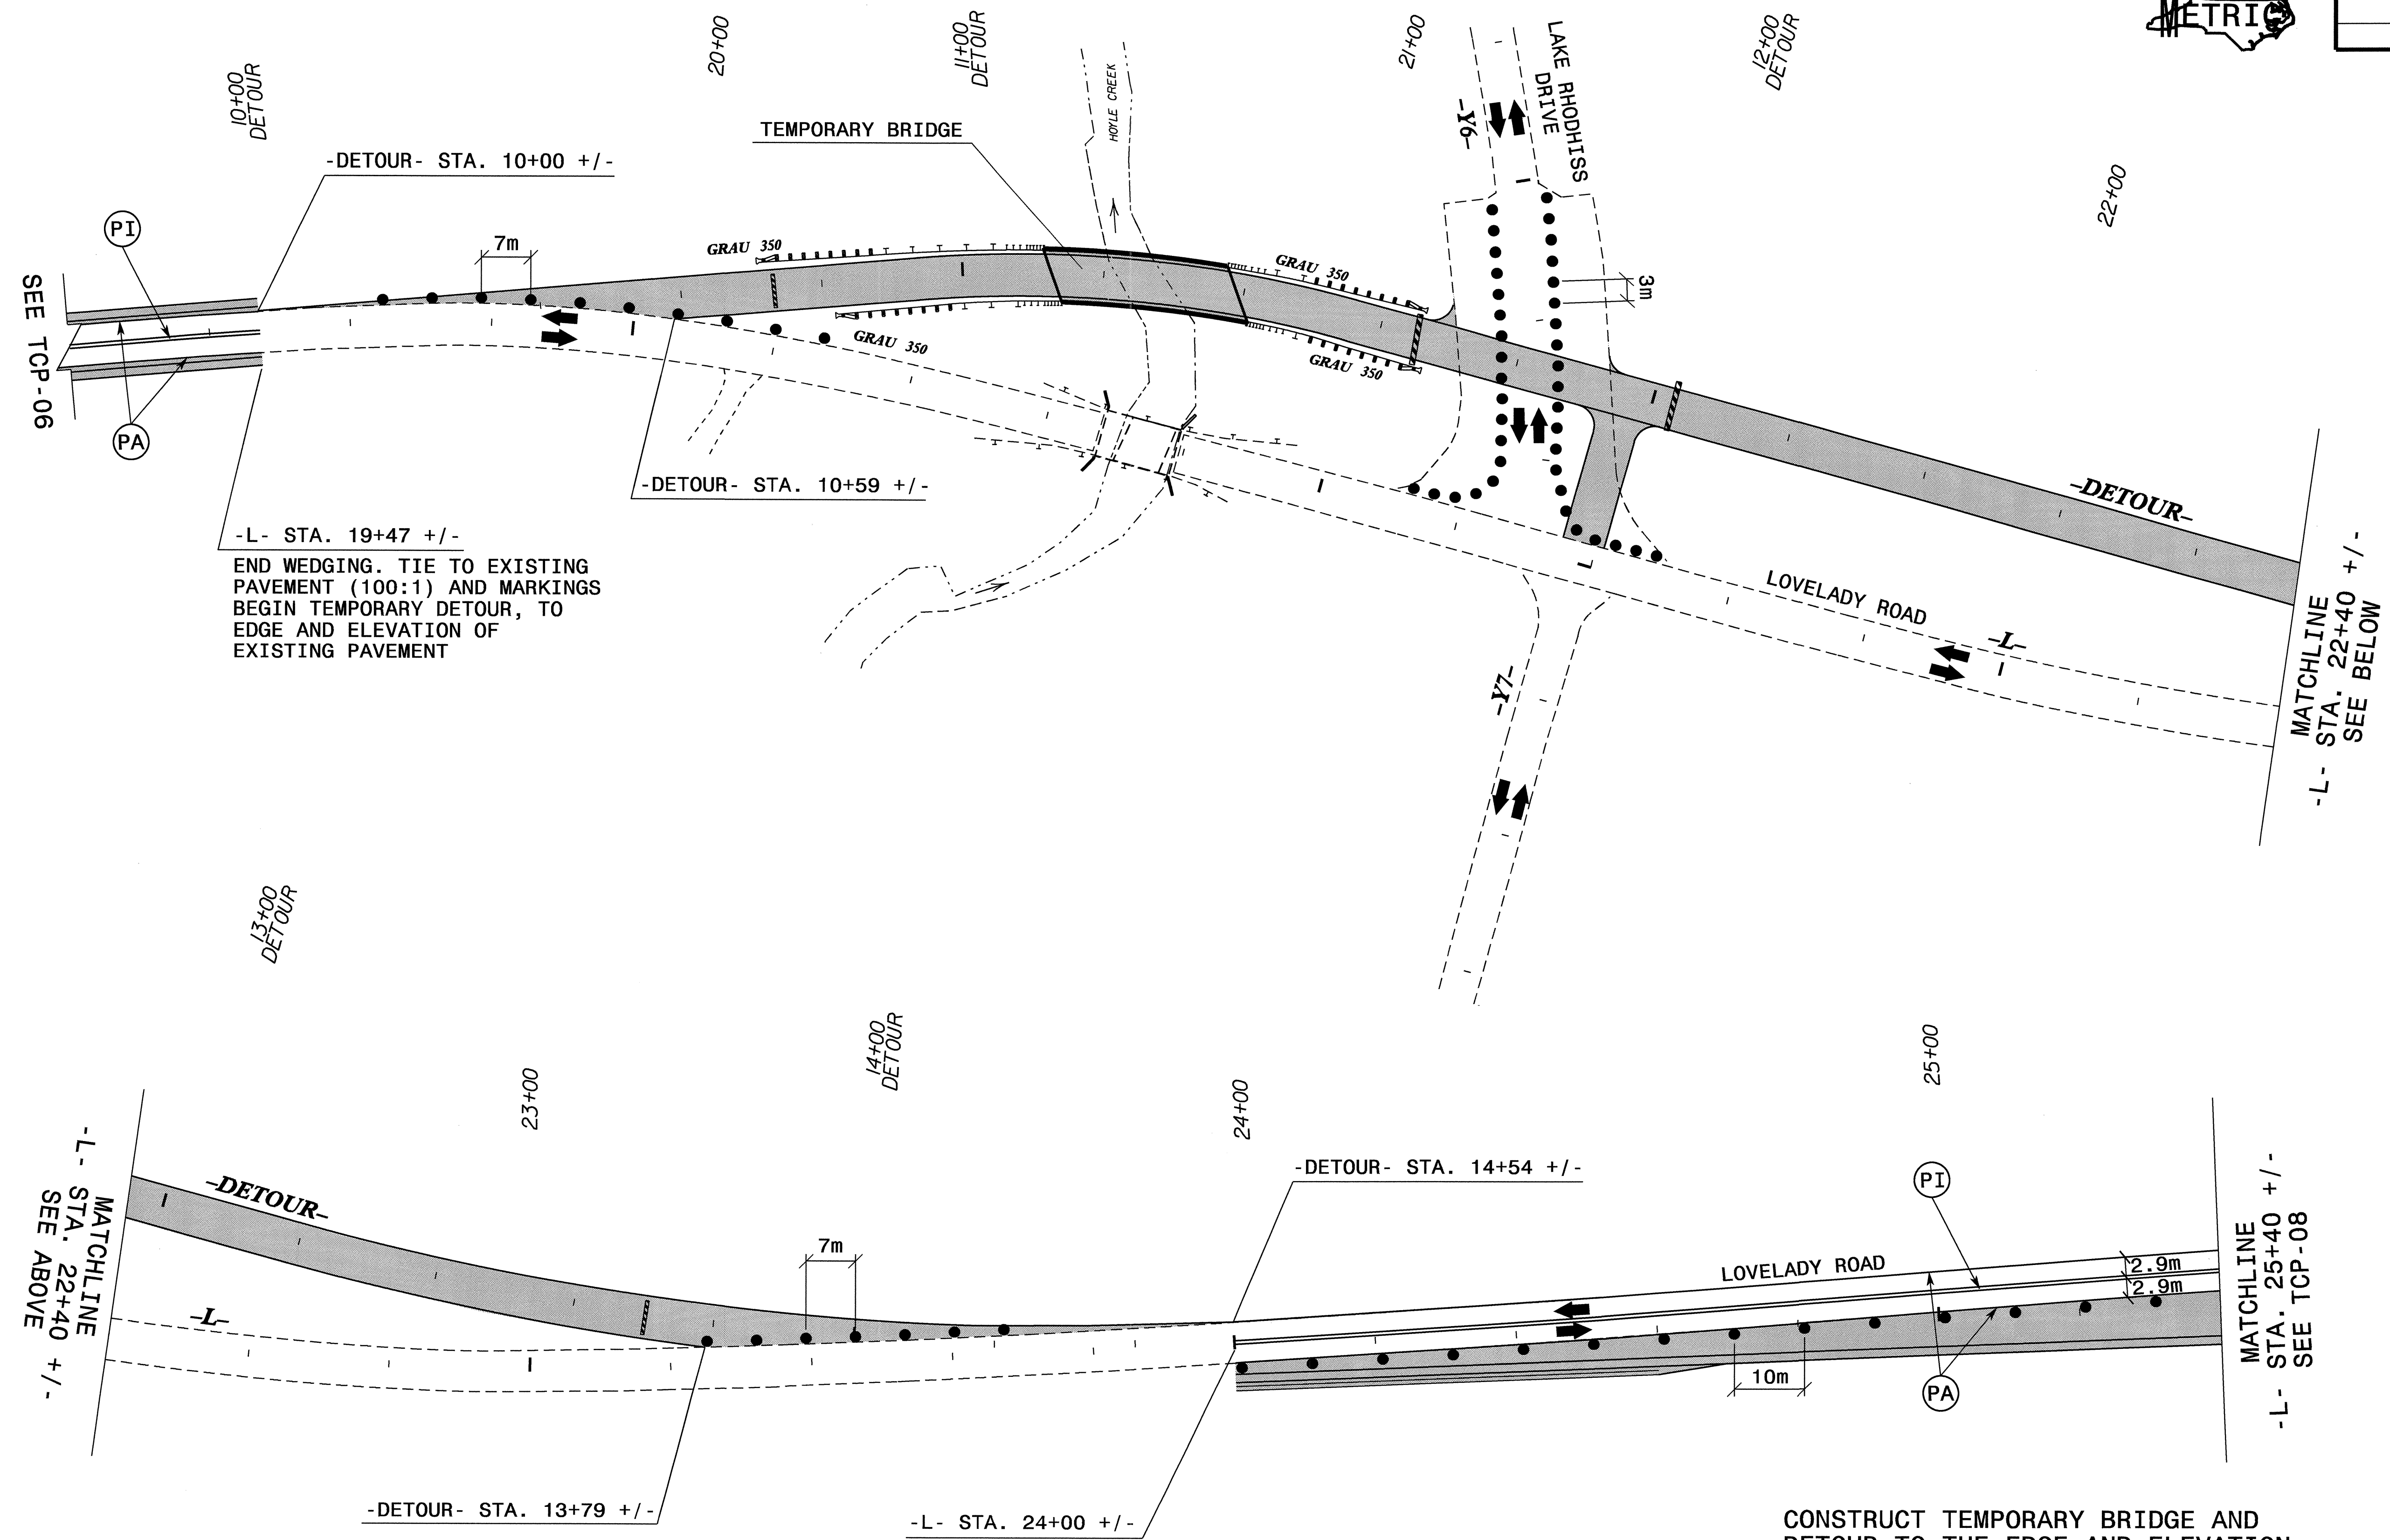 METRIC
10+00
DETOUR
20+00
11+00
DETOUR
HOYLE CREEK
21+00
-Y6-
LAKE RHODHISS
DRIVE
12+00
DETOUR
22+00
TEMPORARY BRIDGE
-DETOUR- STA. 10+00 +/-
PI
7m
GRAU 350
GRAU 350
3m
SEE TCP-06
GRAU 350
GRAU 350
PA
-DETOUR- STA. 10+59 +/-
-DETOUR-
-L- STA. 19+47 +/-
END WEDGING. TIE TO EXISTING
PAVEMENT (100:1) AND MARKINGS
BEGIN TEMPORARY DETOUR, TO
EDGE AND ELEVATION OF
EXISTING PAVEMENT
LOVELADY ROAD
-L-
-Y7-
MATCHLINE
-L- STA. 22+40 +/-
SEE BELOW
13+00
DETOUR
14+00
DETOUR
23+00
24+00
25+00
MATCHLINE
-L- STA. 22+40 +/-
SEE ABOVE
-DETOUR-
-L-
7m
-DETOUR- STA. 14+54 +/-
PI
LOVELADY ROAD
2.9m
2.9m
10m
PA
MATCHLINE
-L- STA. 25+40 +/-
SEE TCP-08
-DETOUR- STA. 13+79 +/-
-L- STA. 24+00 +/-
CONSTRUCT TEMPORARY BRIDGE AND
DETOUR TO THE EDGE AND ELEVATION